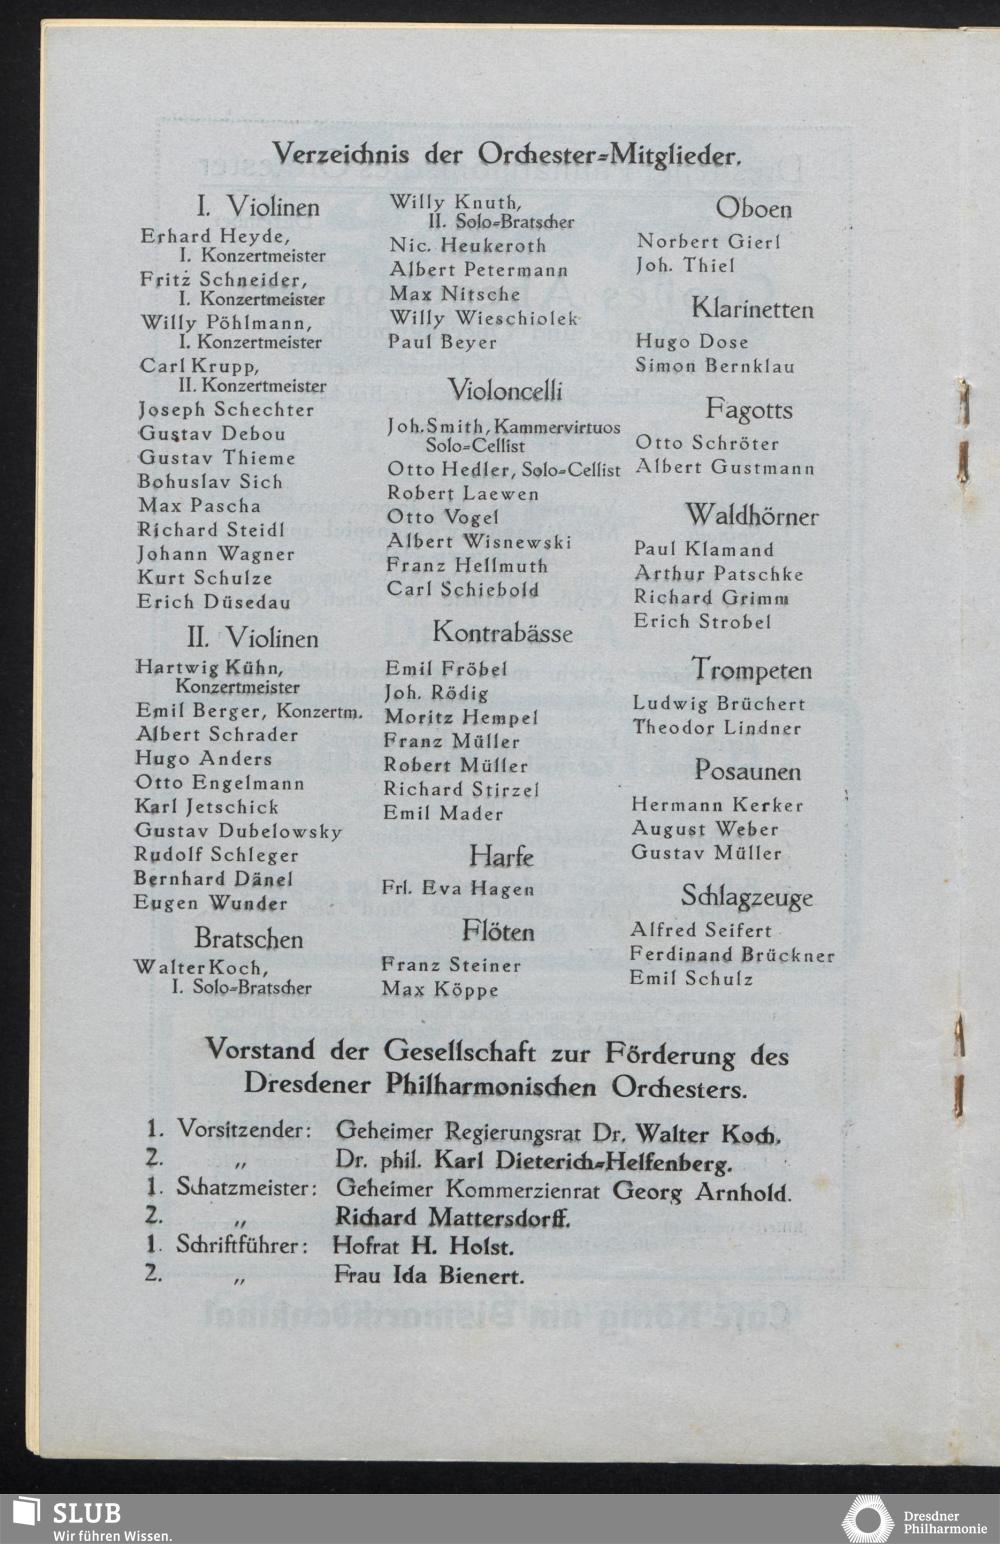 Verzeichnis der Orchester=Mitglieder.
I. Violinen
Erhard Heyde,
I. Konzertmeister
Fritz Schneider,
I. Konzertmeister
Willy Pöhlmann,
I. Konzertmeister
Carl Krupp,
II. Konzertmeister
Joseph Schechter
Gustav Debou
Gustav Thieme
Bohuslav Sich
Max Pascha
Richard Steidl
Johann Wagner
Kurt Schulze
Erich Düsedau
II. Violinen
Hartwig Kühn,
Konzertmeister
Emil Berger, Konzertm.
Albert Schrader
Hugo Anders
Otto Engelmann
Karl Jetschick
Gustav Dubelowsky
Rudolf Schleger
Bernhard Dänel
Eugen Wunder
Bratschen
Walter Koch,
I. Solo=Bratscher
Willy Knuth,
II. Solo=Bratscher
Nic. Heukeroth
Albert Petermann
Max Nitsche
Willy Wieschiolek
Paul Beyer
Violoncelli
Joh. Smith, Kammervirtuos
Solo=Cellist
Otto Hedler, Solo=Cellist
Robert Laewen
Otto Vogel
Albert Wisnewski
Franz Hellmuth
Carl Schiebold
Kontrabässe
Emil Fröbel
Joh. Rödig
Moritz Hempel
Franz Müller
Robert Müller
Richard Stirzel
Emil Mader
Harfe
Frl. Eva Hagen
Flöten
Franz Steiner
Max Köppe
Oboen
Norbert Gierl
Joh. Thiel
Klarinetten
Hugo Dose
Simon Bernklau
Fagotts
Otto Schröter
Albert Gustmann
Waldhörner
Paul Klamand
Arthur Patschke
Richard Grimm
Erich Strobel
Trompeten
Ludwig Brüchert
Theodor Lindner
Posaunen
Hermann Kerker
August Weber
Gustav Müller
Schlagzeuge
Alfred Seifert
Ferdinand Brückner
Emil Schulz
Vorstand der Gesellschaft zur Förderung des
Dresdener Philharmonischen Orchesters.
1. Vorsitzender: Geheimer Regierungsrat Dr. Walter Koch.
2. „ Dr. phil. Karl Dieterich=Helfenberg.
1. Schatzmeister: Geheimer Kommerzienrat Georg Arnhold.
2. „ Richard Mattersdorff.
1. Schriftführer: Hofrat H. Holst.
2. „ Frau Ida Bienert.
SLUB
Wir führen Wissen.
Dresdner
Philharmonie